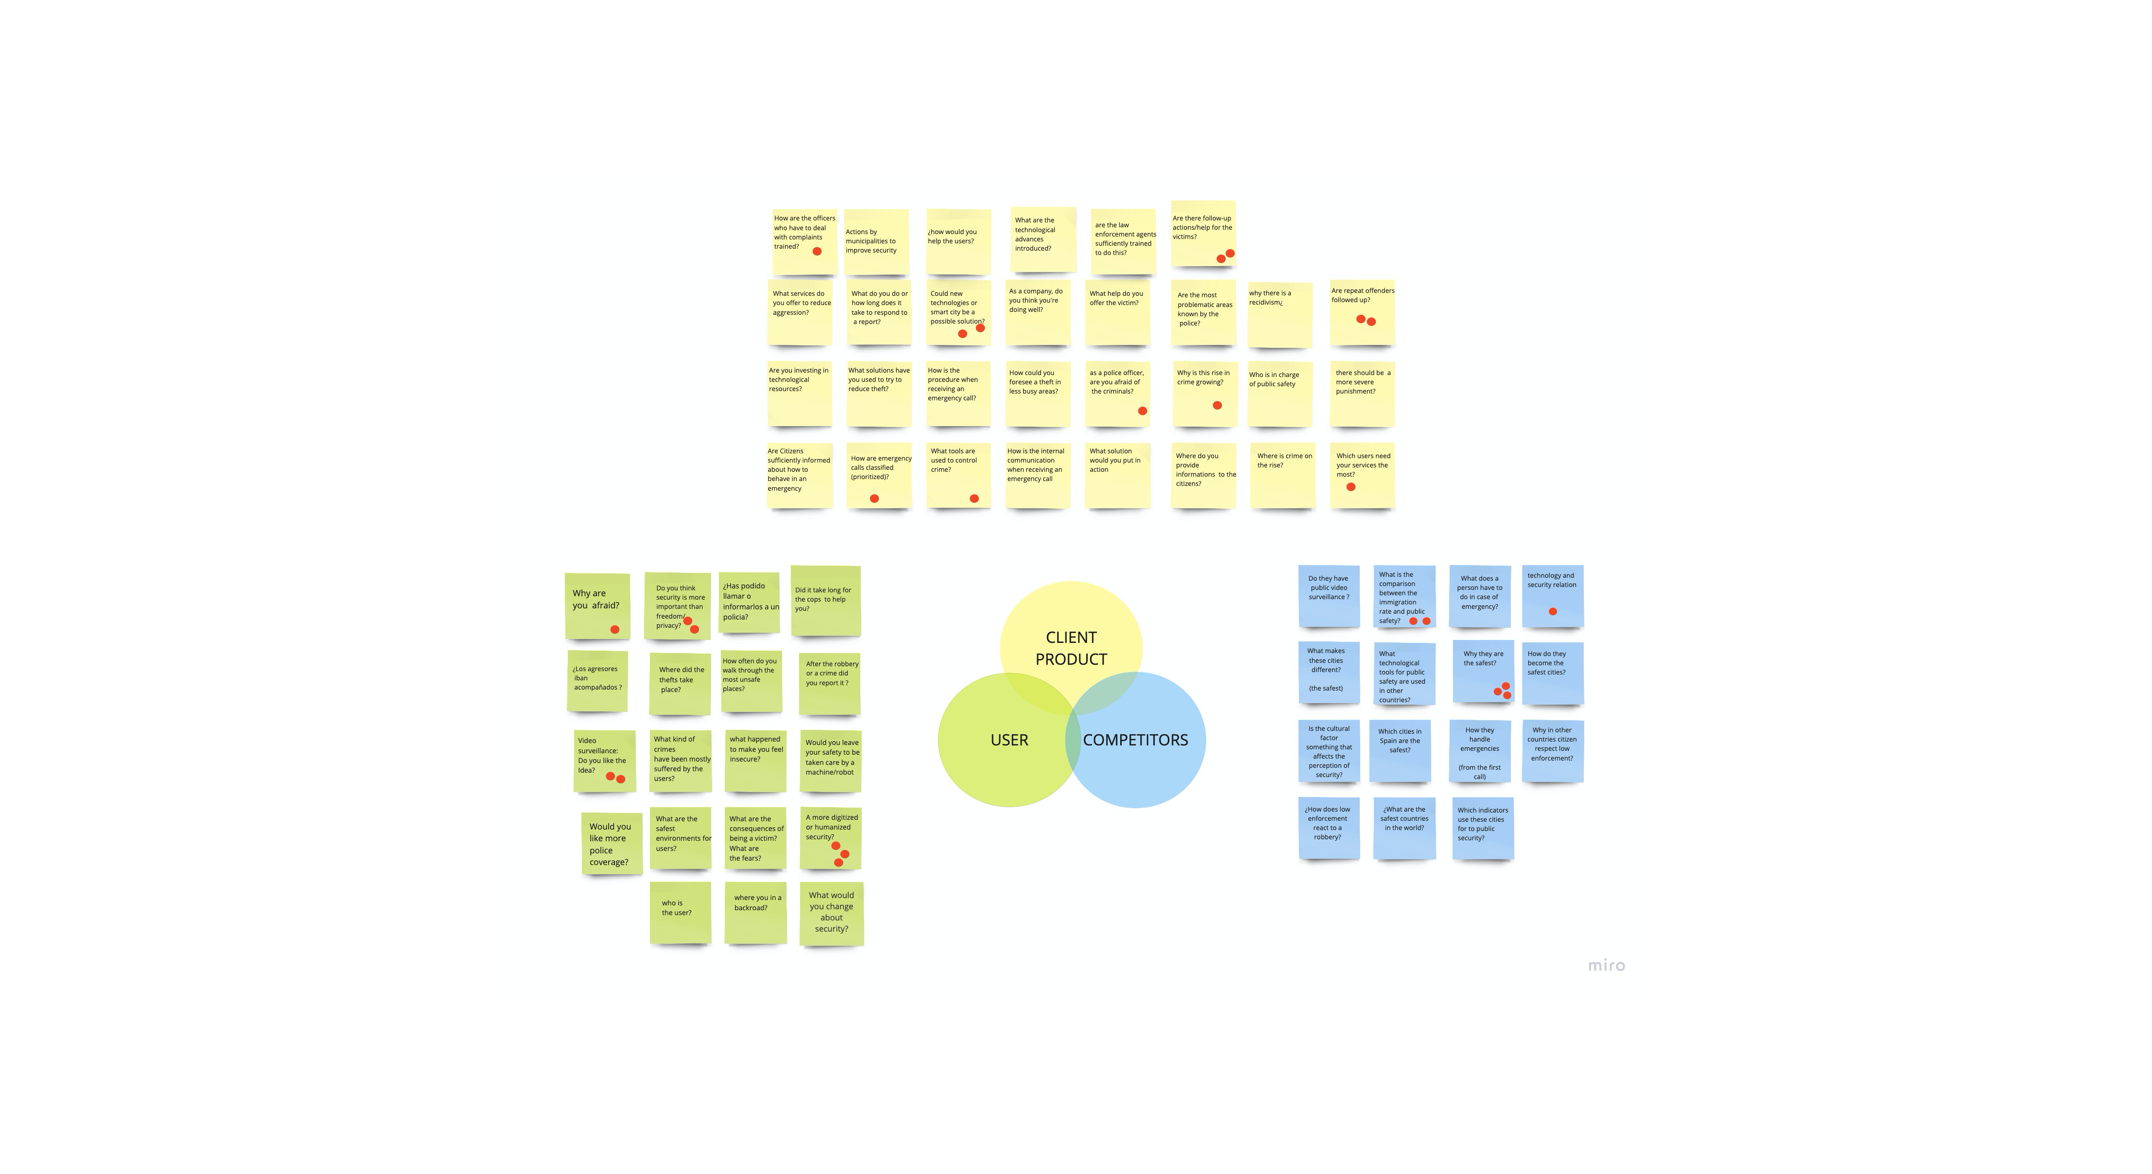 How are the officers
who have to deal
with complaints
trained?
Actions by
municipalities to
improve security
¿how would you
help the users?
What are the
technological
advances
introduced?
are the law
enforcement agents
sufficiently trained
to do this?
Are there follow-up
actions/help for the
victims?
What services do
you offer to reduce
aggression?
What do you do or
how long does it
take to respond to
a report?
Could new
technologies or
smart city be a
possible solution?
As a company, do
you think you're
doing well?
What help do you
offer the victim?
Are the most
problematic areas
known by the
police?
why there is a
recidivism¿
Are repeat offenders
followed up?
Are you investing in
technological
resources?
What solutions have
you used to try to
reduce theft?
How is the
procedure when
receiving an
emergency call?
How could you
foresee a theft in
less busy areas?
as a police officer,
are you afraid of
the criminals?
Why is this rise in
crime growing?
Who is in charge
of public safety
there should be a
more severe
punishment?
Are Citizens
sufficiently informed
about how to
behave in an
emergency
How are emergency
calls classified
(prioritized)?
What tools are
used to control
crime?
How is the internal
communication
when receiving an
emergency call
What solution
would you put in
action
Where do you
provide
informations to the
citizens?
Where is crime on
the rise?
Which users need
your services the
most?
Why are
you afraid?
Do you think
security is more
important than
freedom/
privacy?
¿Has podido
llamar o
informarlos a un
policia?
Did it take long for
the cops to help
you?
¿Los agresores
iban
acompañados ?
Where did the
thefts take
place?
How often do you
walk through the
most unsafe
places?
After the robbery
or a crime did
you report it ?
Video
surveillance:
Do you like the
Idea?
What kind of
crimes
have been mostly
suffered by the
users?
what happened
to make you feel
insecure?
Would you leave
your safety to be
taken care by a
machine/robot
Would you
like more
police
coverage?
What are the
safest
environments for
users?
What are the
consequences of
being a victim?
What are
the fears?
A more digitized
or humanized
security?
who is
the user?
where you in a
backroad?
What would
you change
about
security?
CLIENT
PRODUCT
USER
COMPETITORS
Do they have
public video
surveillance ?
What is the
comparison
between the
immigration
rate and public
safety?
What does a
person have to
do in case of
emergency?
technology and
security relation
What makes
these cities
different?
(the safest)
What
technological
tools for public
safety are used
in other
countries?
Why they are
the safest?
How do they
become the
safest cities?
Is the cultural
factor
something that
affects the
perception of
security?
Which cities in
Spain are the
safest?
How they
handle
emergencies
(from the first
call)
Why in other
countries citizen
respect low
enforcement?
¿How does low
enforcement
react to a
robbery?
¿What are the
safest countries
in the world?
Which indicators
use these cities
for to public
security?
miro